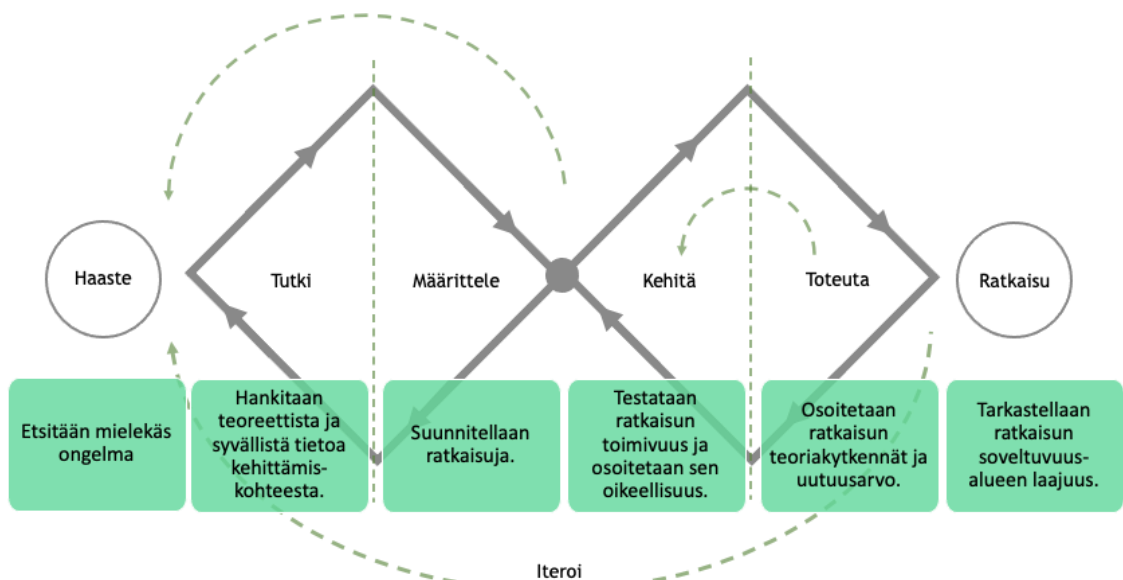 Haaste
Tutki
Määrittele
Kehitä
Toteuta
Ratkaisu
Etsitään mielekäs
ongelma
Hankitaan
teoreettista ja
syvällistä tietoa
kehittämis-
kohteesta.
Suunnitellaan
ratkaisuja.
Testataan
ratkaisun
toimivuus ja
osoitetaan sen
oikeellisuus.
Osoitetaan
ratkaisun
teoriakytkennät ja
uutuusarvo.
Tarkastellaan
ratkaisun
soveltuvuus-
alueen laajuus.
Iteroi